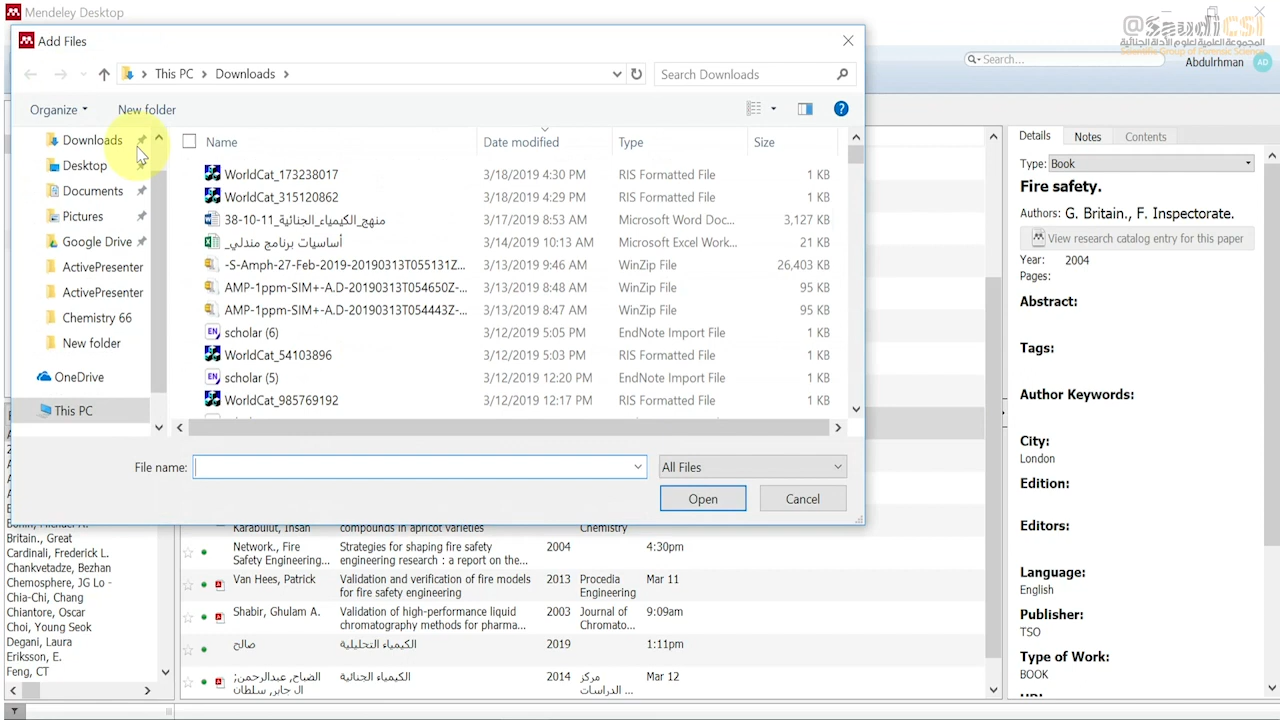 Mendeley Desktop
@SaudiCSI
المجموعة العلمية لعلوم الأدلة الجنائية
Scientific Group of Forensic Science
Add Files
This PC > Downloads >
Search Downloads
Search...
Abdulrhman
AD
Organize
New folder
Downloads
Desktop
Documents
Pictures
Google Drive
ActivePresenter
ActivePresenter
Chemistry 66
New folder
OneDrive
This PC
Name Date modified Type Size
WorldCat_173238017 3/18/2019 4:30 PM RIS Formatted File 1 KB
WorldCat_315120862 3/18/2019 4:29 PM RIS Formatted File 1 KB
منهج_الكيمياء_الجنائية_11-10-38 3/17/2019 8:53 AM Microsoft Word Doc... 3,127 KB
أساسيات برنامج مندلي_ 3/14/2019 10:13 AM Microsoft Excel Work... 21 KB
-S-Amph-27-Feb-2019-20190313T055131Z... 3/13/2019 9:46 AM WinZip File 26,403 KB
AMP-1ppm-SIM+-A.D-20190313T054650Z-... 3/13/2019 8:48 AM WinZip File 95 KB
AMP-1ppm-SIM+-A.D-20190313T054443Z-... 3/13/2019 8:47 AM WinZip File 95 KB
EN scholar (6) 3/12/2019 5:05 PM EndNote Import File 1 KB
WorldCat_54103896 3/12/2019 5:03 PM RIS Formatted File 1 KB
EN scholar (5) 3/12/2019 12:20 PM EndNote Import File 1 KB
WorldCat_985769192 3/12/2019 12:17 PM RIS Formatted File 1 KB
File name:
All Files
Open
Cancel
Britain., Great
Cardinali, Frederick L.
Chankvetadze, Bezhan
Chemosphere, JG Lo -
Chia-Chi, Chang
Chiantore, Oscar
Choi, Young Seok
Degani, Laura
Eriksson, E.
Feng, CT
Karabulut, Insan compounds in apricot varieties Chemistry
Network., Fire Strategies for shaping fire safety 2004 4:30pm
Safety Engineering... engineering research : a report on the...
Van Hees, Patrick Validation and verification of fire models 2013 Procedia Mar 11
for fire safety engineering Engineering
Shabir, Ghulam A. Validation of high-performance liquid 2003 Journal of 9:09am
chromatography methods for pharma... Chromato...
صالح الكيمياء التحليلية 2019 1:11pm
الصباح, عبدالرحمن; الكيمياء الجنائية 2014 مركز Mar 12
ال جابر, سلطان الدراسات ...
Details Notes Contents
Type: Book
Fire safety.
Authors: G. Britain., F. Inspectorate.
View research catalog entry for this paper
Year: 2004
Pages:
Abstract:
Tags:
Author Keywords:
City:
London
Edition:
Editors:
Language:
English
Publisher:
TSO
Type of Work:
BOOK